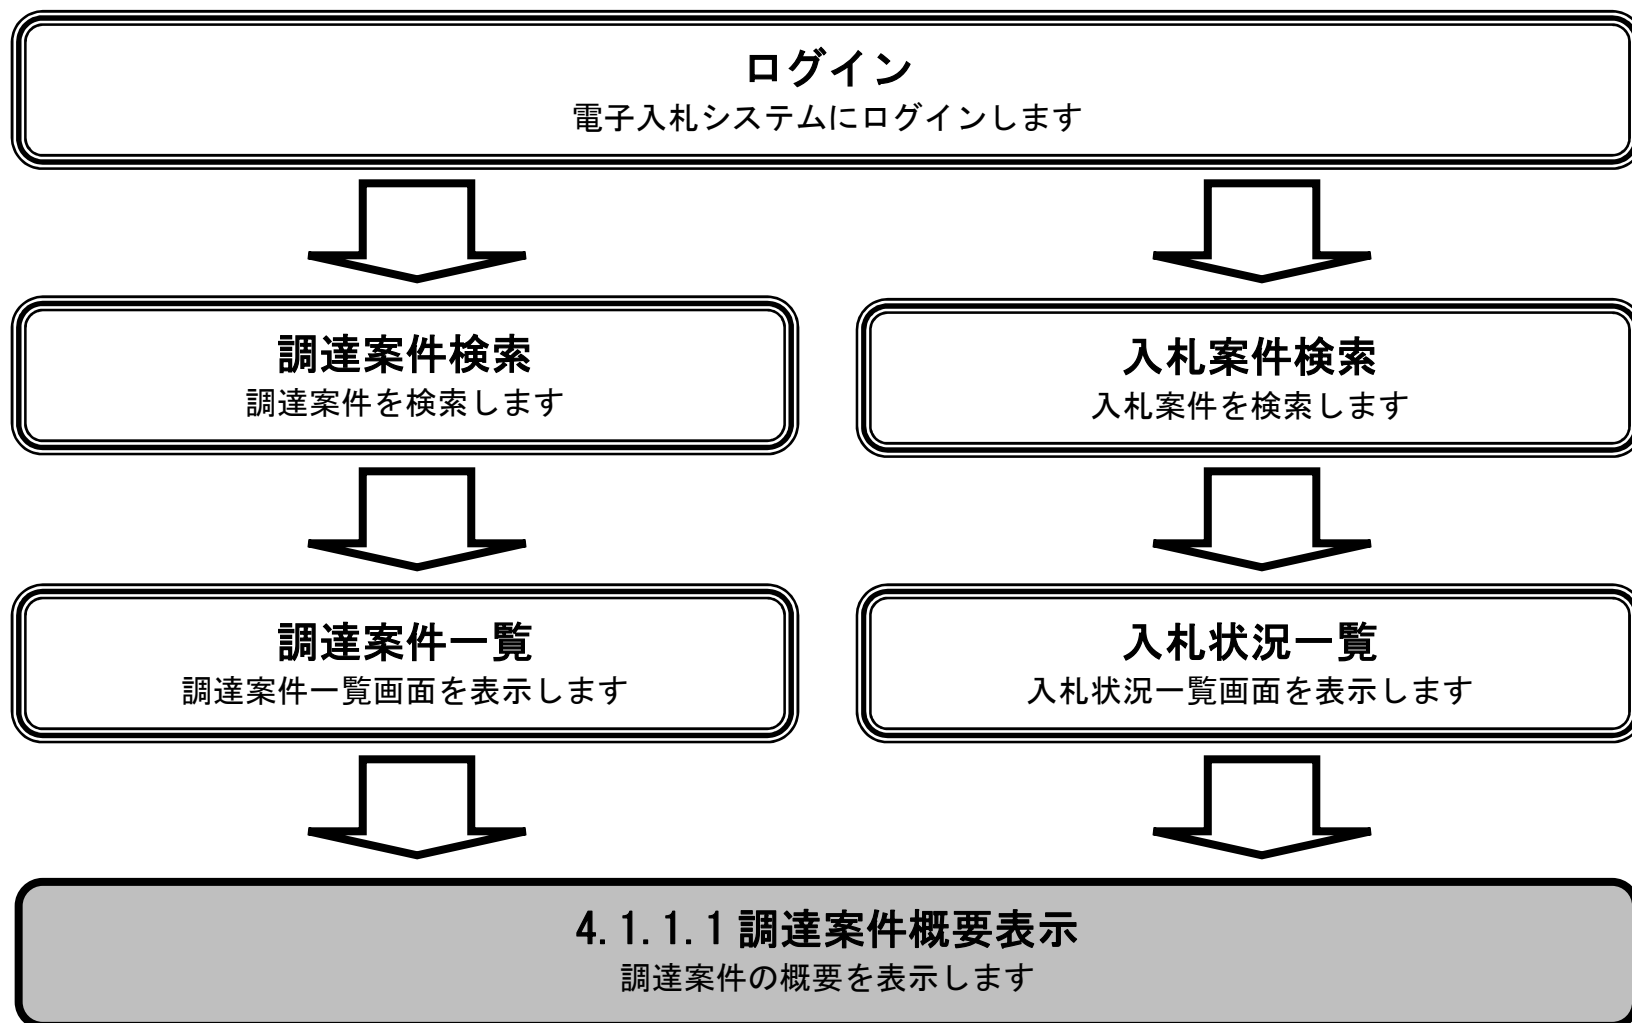 ログイン
電子入札システムにログインします
調達案件検索
調達案件を検索します
入札案件検索
入札案件を検索します
調達案件一覧
調達案件一覧画面を表示します
入札状況一覧
入札状況一覧画面を表示します
4.1.1.1 調達案件概要表示
調達案件の概要を表示します